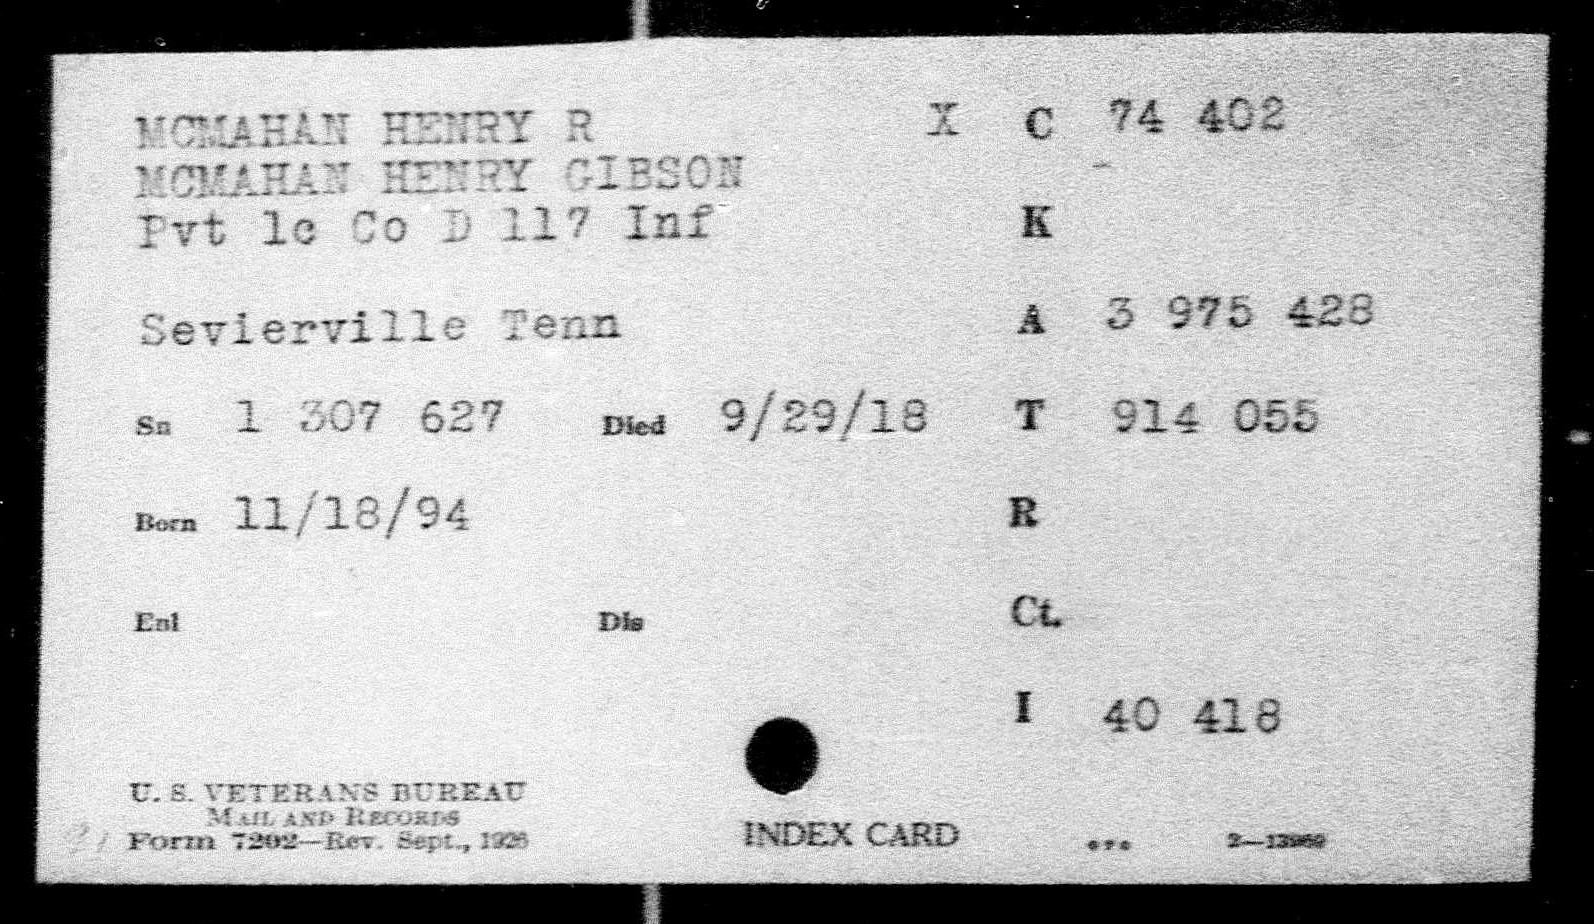 MCMAHAN HENRY R X C 74 402
MCMAHAN HENRY GIBSON
Pvt 1c Co D 117 Inf K
Sevierville Tenn A 3 975 428
Sn 1 307 627 Died 9/29/18 T 914 055
Born 11/18/94 R
Enl Dis Ct.
I 40 418
U. S. VETERANS BUREAU
MAIL AND RECORDS
Form 7202—Rev. Sept., 1926 INDEX CARD